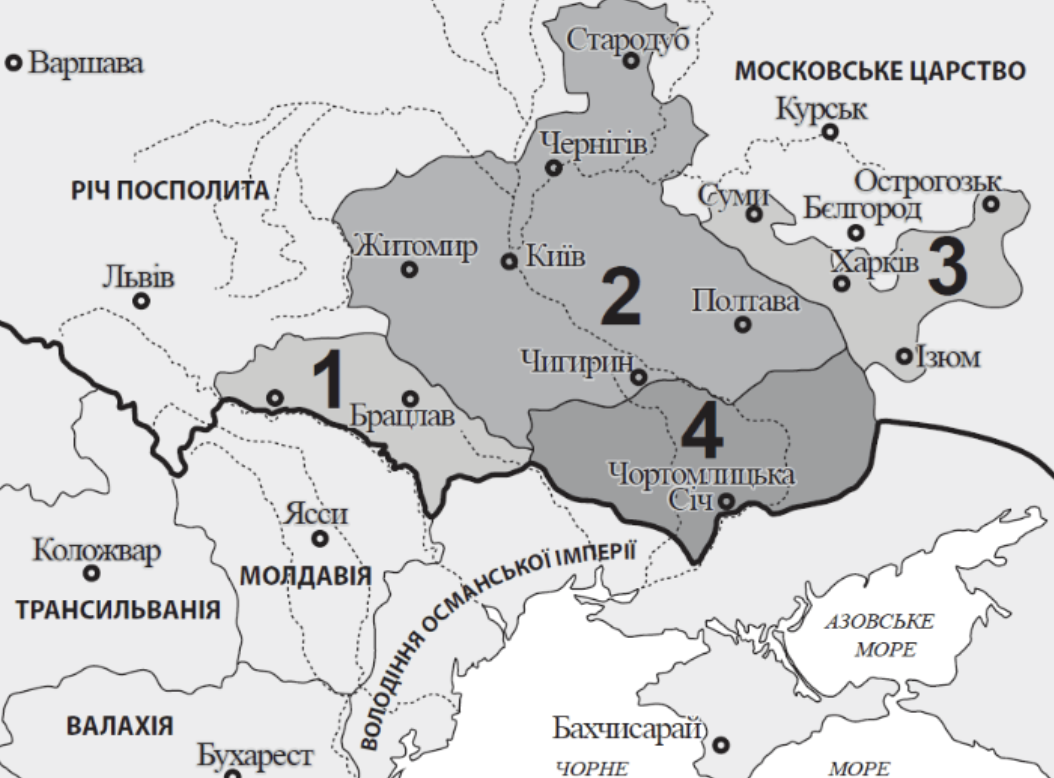 Стародуб
Варшава
МОСКОВСЬКЕ ЦАРСТВО
Курськ
Чернігів
РІЧ ПОСПОЛИТА
Суми
Острогозьк
Бєлгород
Житомир
Київ
Харків
3
Львів
2
Полтава
Чигирин
Ізюм
1
Брацлав
4
Чортомлицька
Січ
Ясси
Коложвар
МОЛДАВІЯ
ТРАНСИЛЬВАНІЯ
ВОЛОДІННЯ ОСМАНСЬКОЇ ІМПЕРІЇ
АЗОВСЬКЕ
МОРЕ
ВАЛАХІЯ
Бахчисарай
Бухарест
ЧОРНЕ
МОРЕ